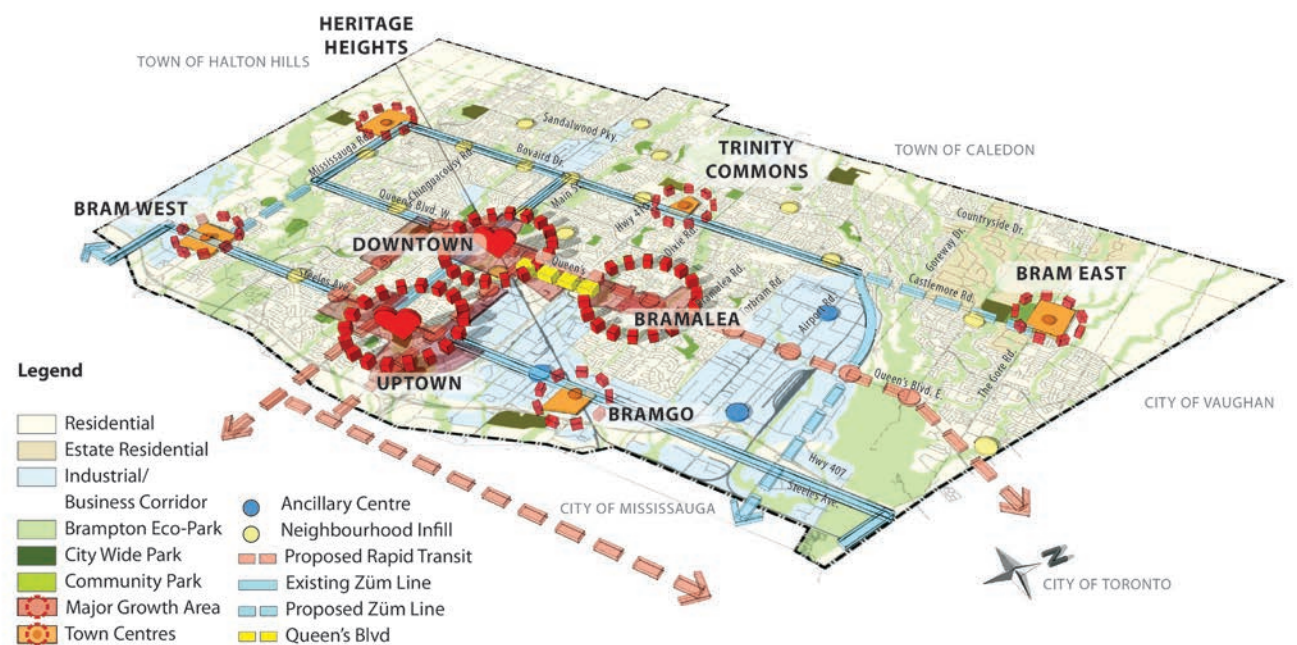 HERITAGE
HEIGHTS
TOWN OF HALTON HILLS
Sandalwood Pky.
TRINITY
COMMONS
TOWN OF CALEDON
Mississauga Rd.
Chinguacousy Rd.
Bovaird Dr.
Main St.
Hwy 410
Countryside Dr.
BRAM WEST
Queen's Blvd. W.
DOWNTOWN
Queen's
Dixie Rd.
Bramalea Rd.
Airport Rd.
Goreway Dr.
Castlemore Rd.
BRAM EAST
Steeles Ave.
BRAMALEA
The Gore Rd.
Queen's Blvd. E.
UPTOWN
BRAMGO
CITY OF VAUGHAN
Hwy 407
Steeles Ave.
CITY OF MISSISSAUGA
N
CITY OF TORONTO
Legend
Residential
Estate Residential
Industrial/
Business Corridor
Brampton Eco-Park
City Wide Park
Community Park
Major Growth Area
Town Centres
Ancillary Centre
Neighbourhood Infill
Proposed Rapid Transit
Existing Züm Line
Proposed Züm Line
Queen's Blvd